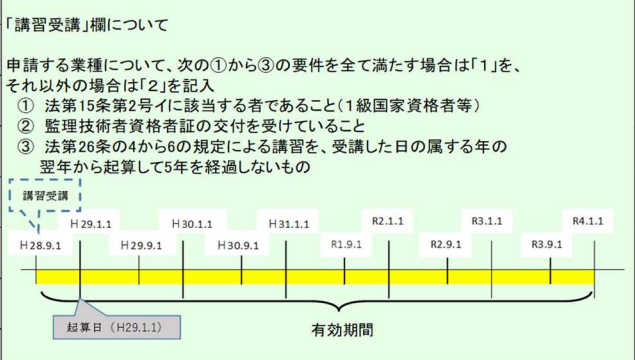 「講習受講」欄について
申請する業種について、次の①から③の要件を全て満たす場合は「１」を、
それ以外の場合は「２」を記入
① 法第15条第２号イに該当する者であること（１級国家資格者等）
② 監理技術者資格者証の交付を受けていること
③ 法第26条の4から6の規定による講習を、受講した日の属する年の
翌年から起算して5年を経過しないもの
講習受講
H29.1.1
H30.1.1
H31.1.1
R2.1.1
R3.1.1
R4.1.1
H28.9.1
H29.9.1
H30.9.1
R1.9.1
R2.9.1
R3.9.1
起算日（H29.1.1）
有効期間